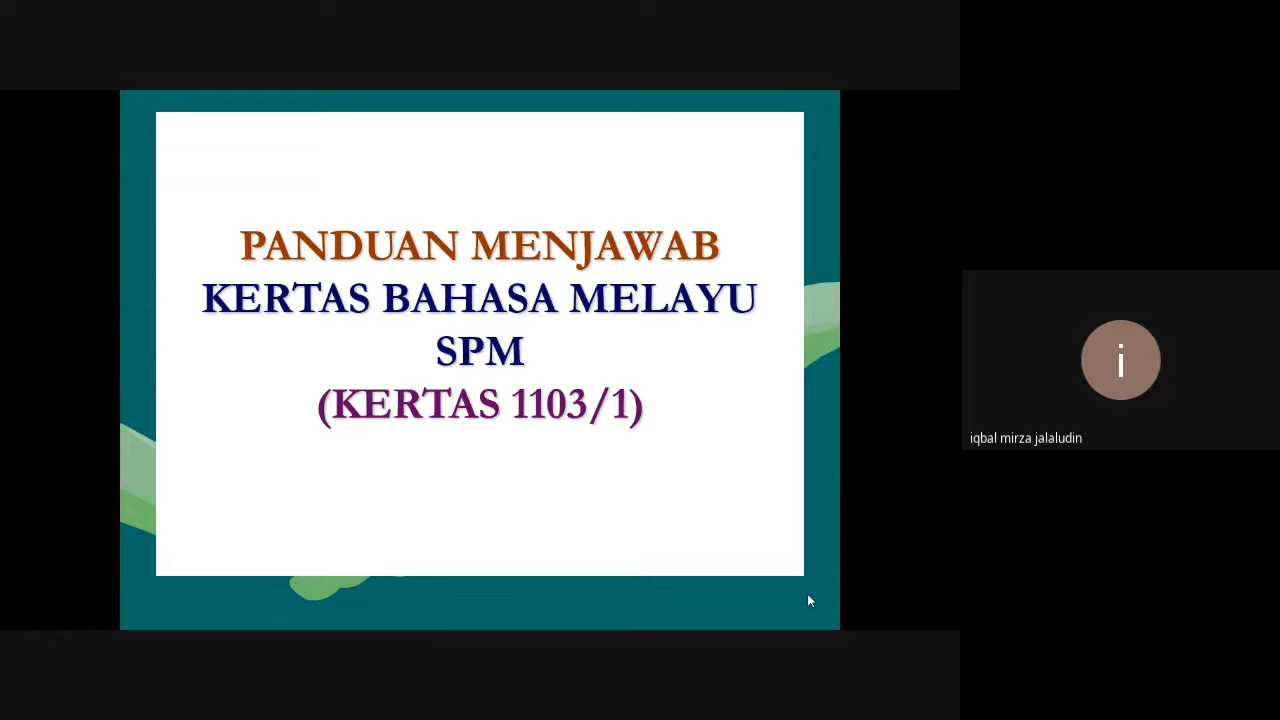 PANDUAN MENJAWAB
KERTAS BAHASA MELAYU
SPM
(KERTAS 1103/1)
i
iqbal mirza jalaludin